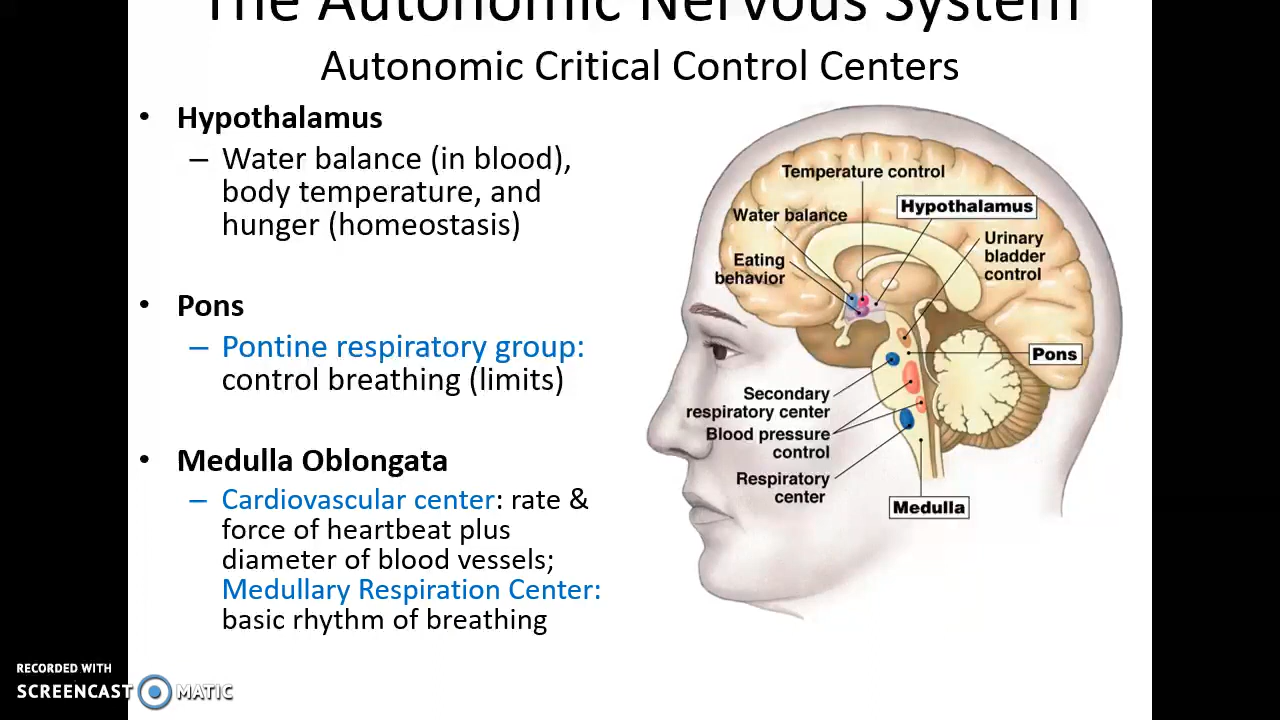 The Autonomic Nervous System
Autonomic Critical Control Centers
• Hypothalamus
– Water balance (in blood),
body temperature, and
hunger (homeostasis)
• Pons
– Pontine respiratory group:
control breathing (limits)
• Medulla Oblongata
– Cardiovascular center: rate &
force of heartbeat plus
diameter of blood vessels;
Medullary Respiration Center:
basic rhythm of breathing
Temperature control
Hypothalamus
Water balance
Urinary
bladder
control
Eating
behavior
Pons
Secondary
respiratory center
Blood pressure
control
Respiratory
center
Medulla
RECORDED WITH
SCREENCAST MATIC